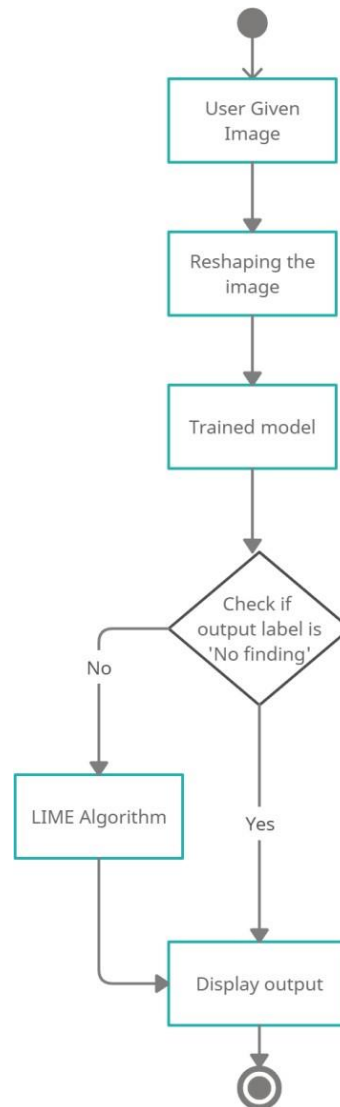 User Given
Image
Reshaping the
image
Trained model
Check if
output label is
'No finding'
No
LIME Algorithm
Yes
Display output